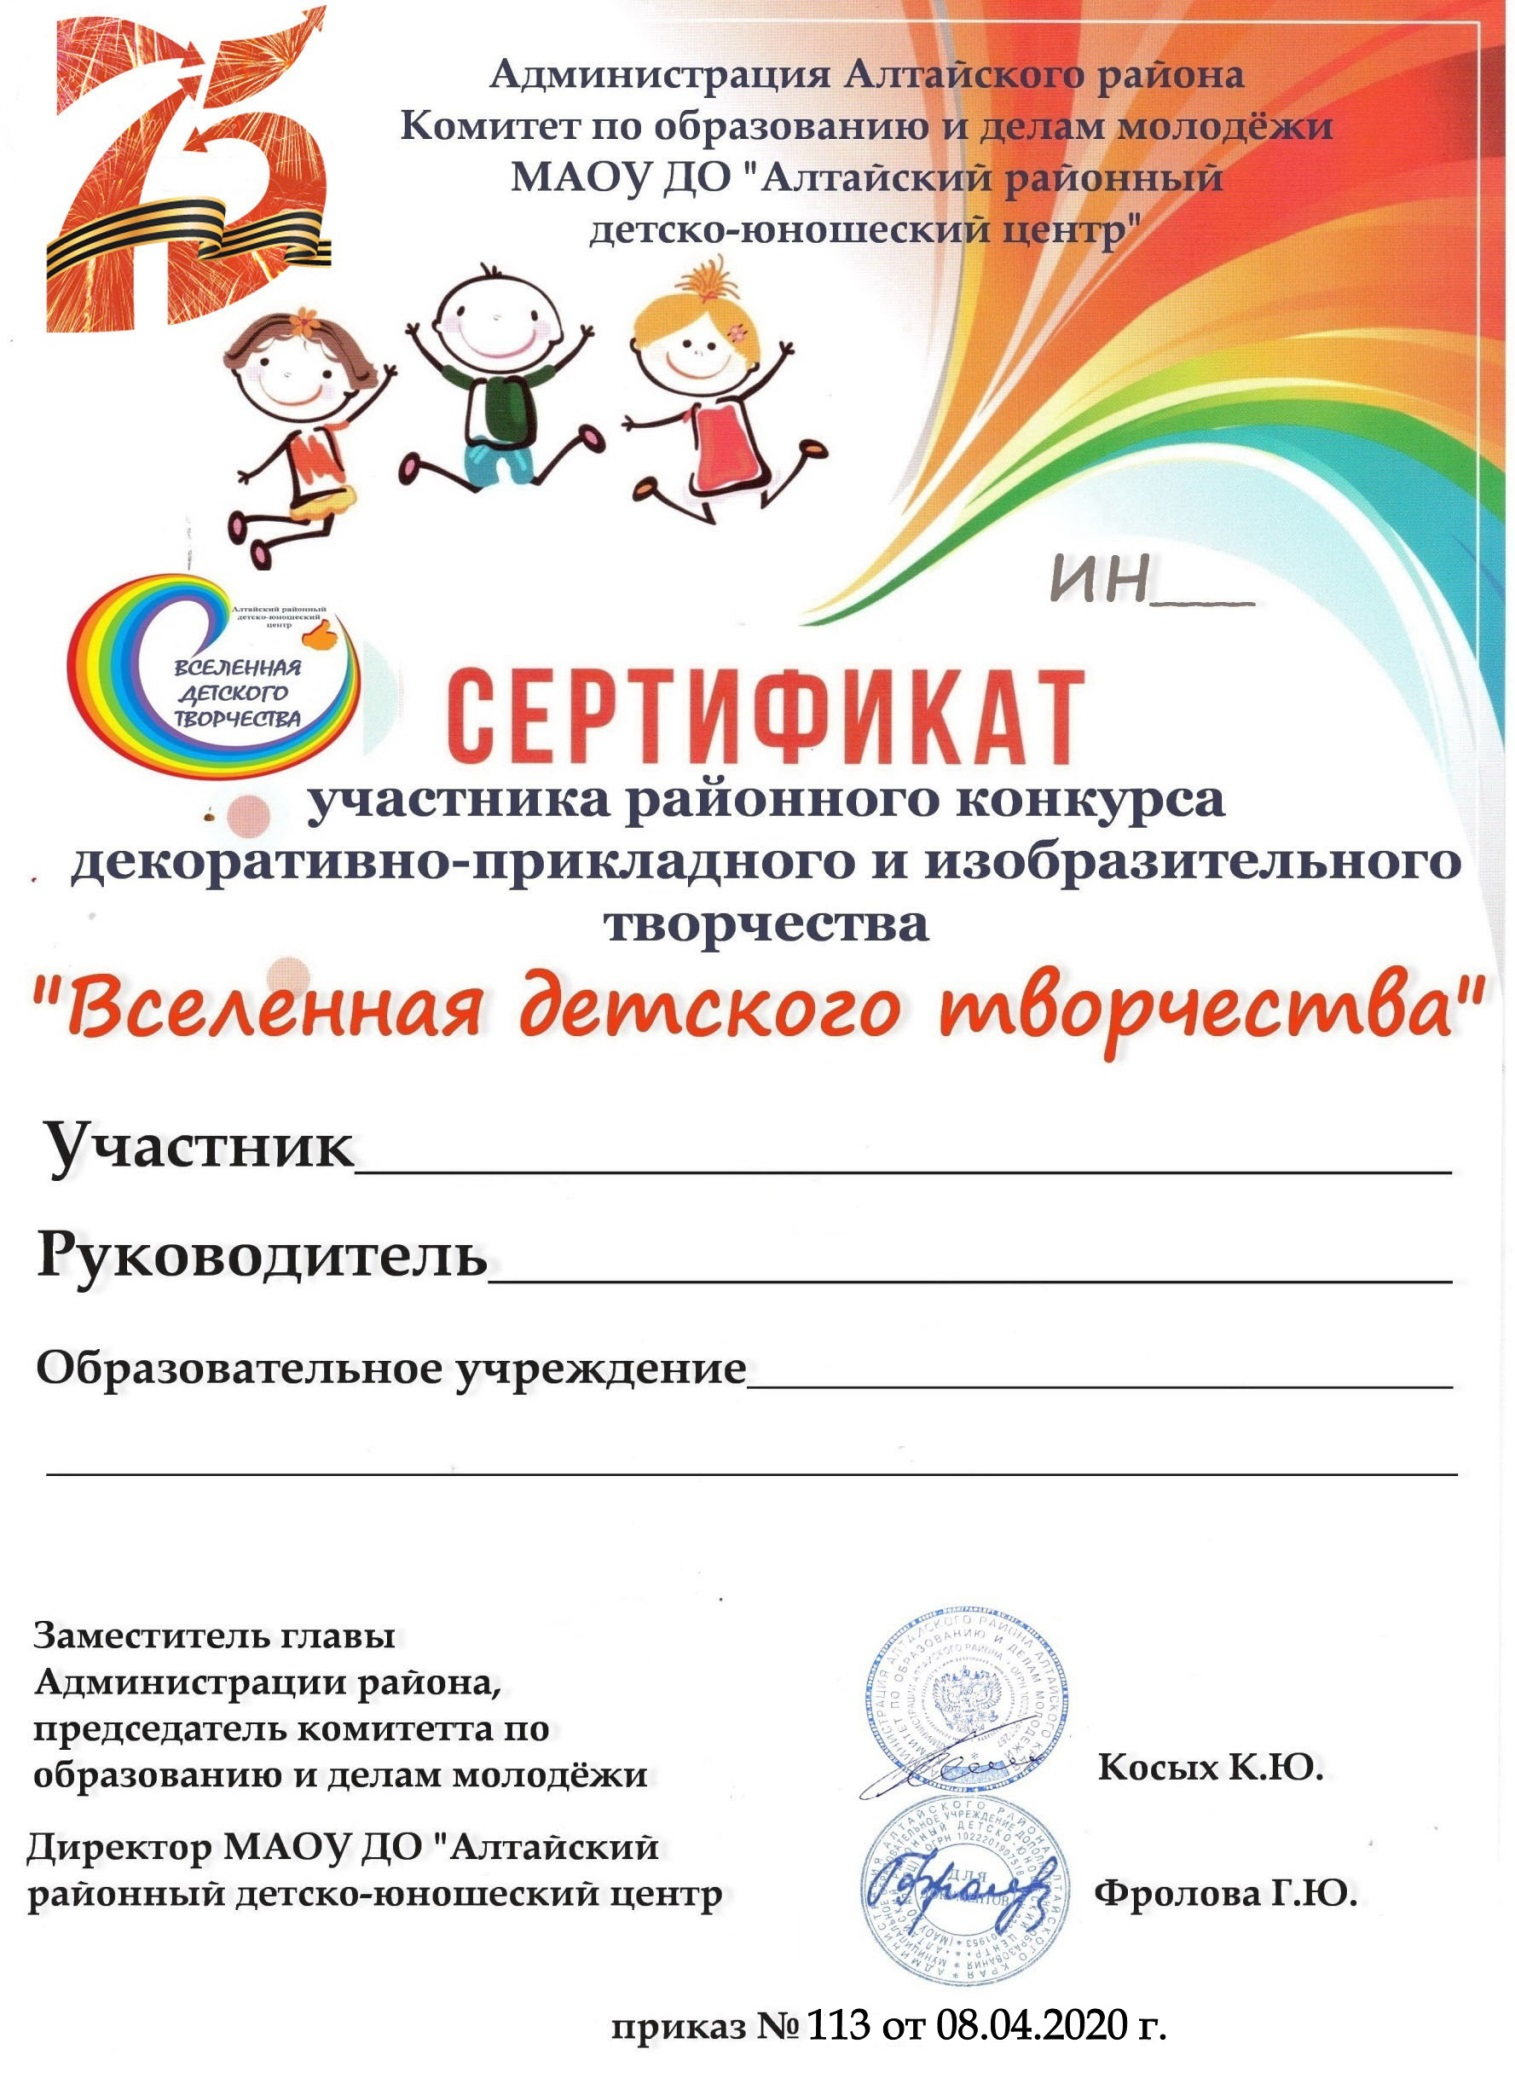 75
Администрация Алтайского района
Комитет по образованию и делам молодёжи
МАОУ ДО "Алтайский районный
детско-юношеский центр"
ИН___
Алтайский районный
детско-юношеский
центр
ВСЕЛЕННАЯ
ДЕТСКОГО
ТВОРЧЕСТВА
СЕРТИФИКАТ
участника районного конкурса
декоративно-прикладного и изобразительного
творчества
"Вселенная детского творчества"
Участник
Руководитель
Образовательное учреждение
Заместитель главы
Администрации района,
председатель комитетта по
образованию и делам молодёжи
Косых К.Ю.
Директор МАОУ ДО "Алтайский
районный детско-юношеский центр
ДЛЯ
Фролова Г.Ю.
приказ № 113 от 08.04.2020 г.